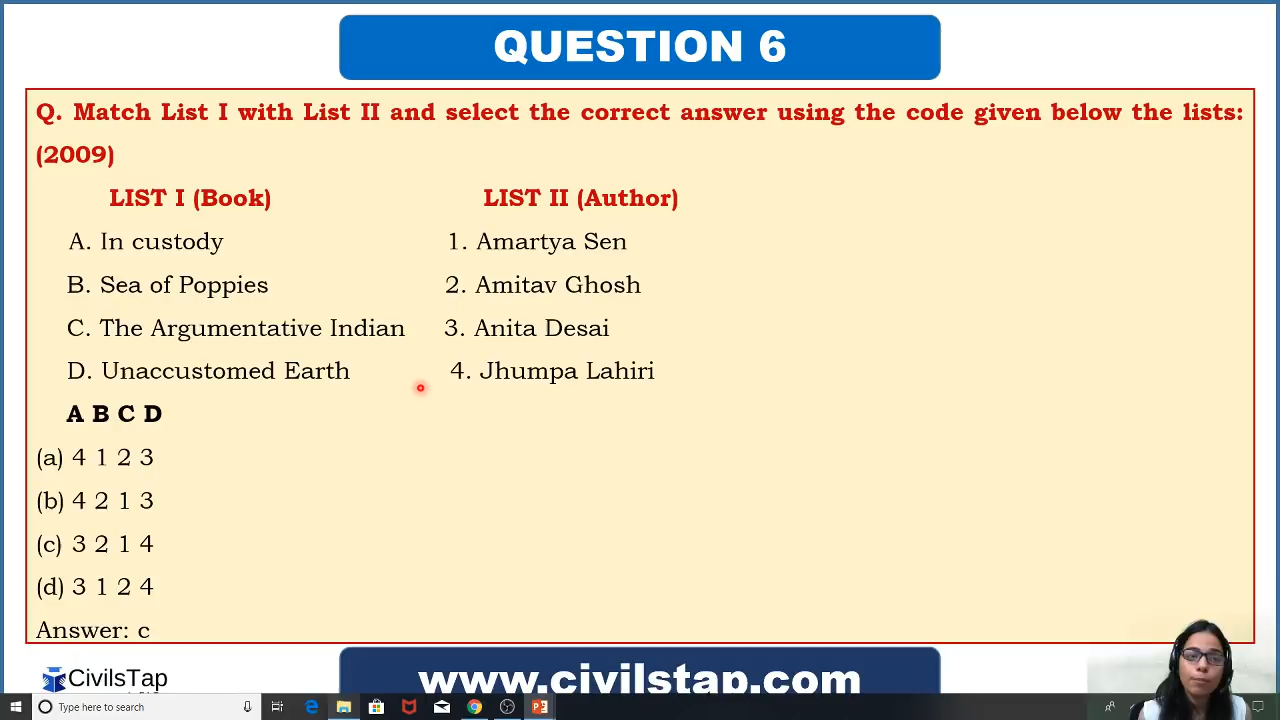 QUESTION 6
Q. Match List I with List II and select the correct answer using the code given below the lists:
(2009)
LIST I (Book) LIST II (Author)
A. In custody 1. Amartya Sen
B. Sea of Poppies 2. Amitav Ghosh
C. The Argumentative Indian 3. Anita Desai
D. Unaccustomed Earth 4. Jhumpa Lahiri
A B C D
(a) 4 1 2 3
(b) 4 2 1 3
(c) 3 2 1 4
(d) 3 1 2 4
Answer: c
CivilsTap
www.civilstap.com
Type here to search